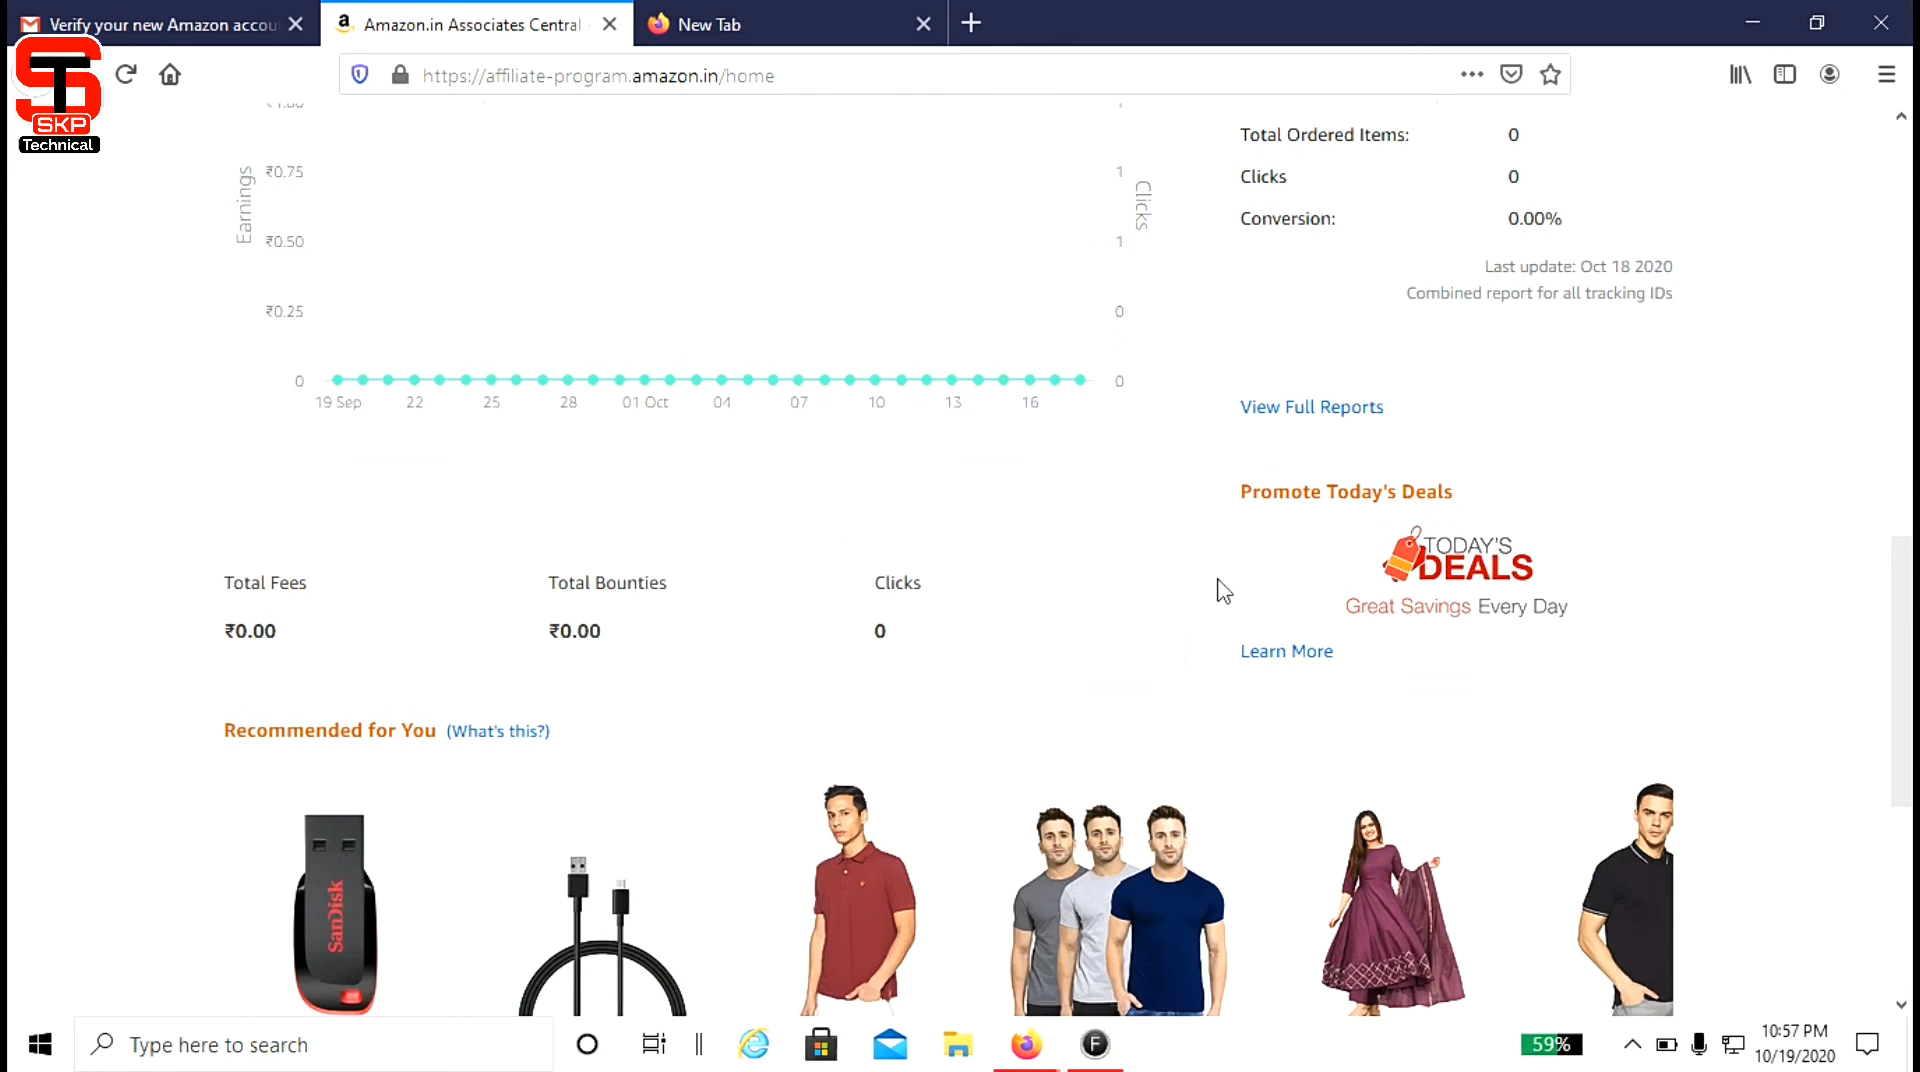 Verify your new Amazon accou
Amazon.in Associates Central
New Tab
https://affiliate-program.amazon.in/home
SKP
Technical
Earnings
₹0.75
₹0.50
₹0.25
0
1
1
0
0
Clicks
19 Sep 22 25 28 01 Oct 04 07 10 13 16
Total Ordered Items: 0
Clicks 0
Conversion: 0.00%
Last update: Oct 18 2020
Combined report for all tracking IDs
View Full Reports
Promote Today's Deals
TODAY'S
DEALS
Great Savings Every Day
Learn More
Total Fees Total Bounties Clicks
₹0.00 ₹0.00 0
Recommended for You (What's this?)
SanDisk
Type here to search
59%
10:57 PM
10/19/2020